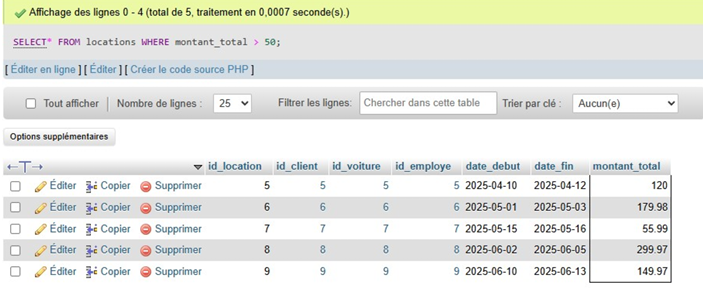 Affichage des lignes 0 - 4 (total de 5, traitement en 0,0007 seconde(s).)
SELECT* FROM locations WHERE montant_total > 50;
[ Éditer en ligne ] [ Éditer ] [ Créer le code source PHP ]
Tout afficher Nombre de lignes : 25 Filtrer les lignes: Chercher dans cette table Trier par clé : Aucun(e)
Options supplémentaires
←T→ id_location id_client id_voiture id_employe date_debut date_fin montant_total
Éditer Copier Supprimer 5 5 5 5 2025-04-10 2025-04-12 120
Éditer Copier Supprimer 6 6 6 6 2025-05-01 2025-05-03 179.98
Éditer Copier Supprimer 7 7 7 7 2025-05-15 2025-05-16 55.99
Éditer Copier Supprimer 8 8 8 8 2025-06-02 2025-06-05 299.97
Éditer Copier Supprimer 9 9 9 9 2025-06-10 2025-06-13 149.97